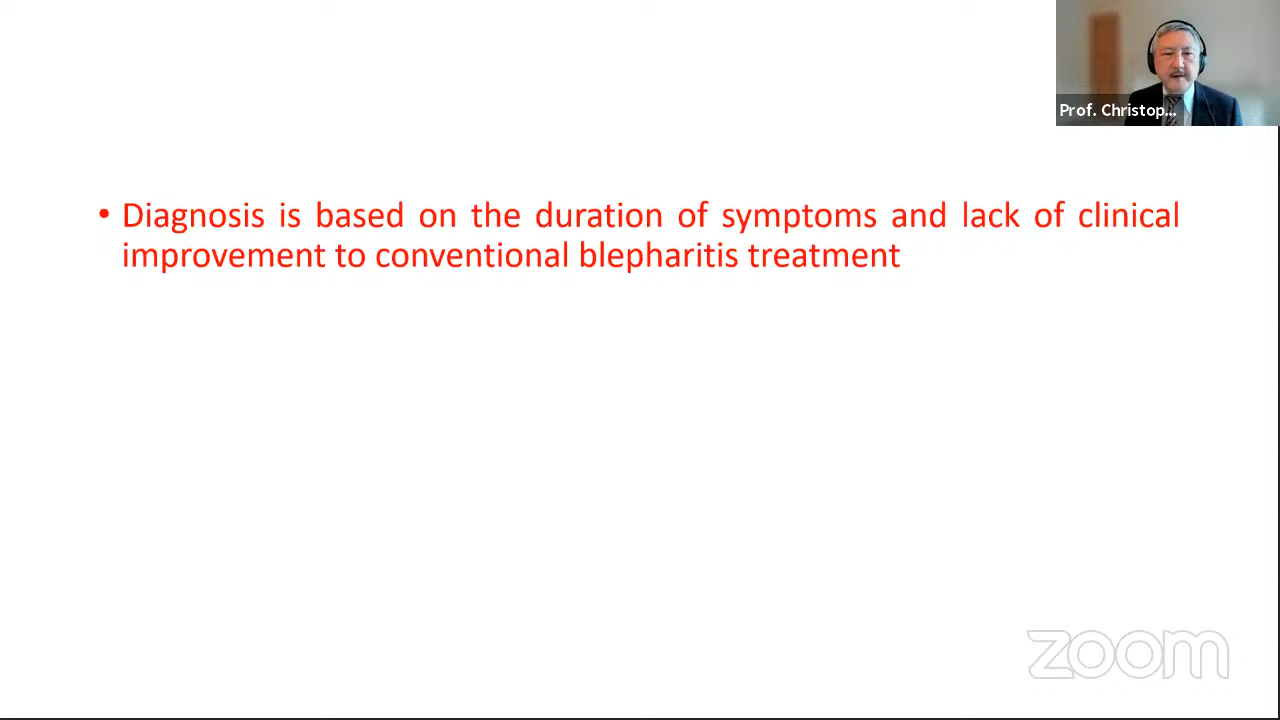 Prof. Christop...
• Diagnosis is based on the duration of symptoms and lack of clinical
improvement to conventional blepharitis treatment
zoom